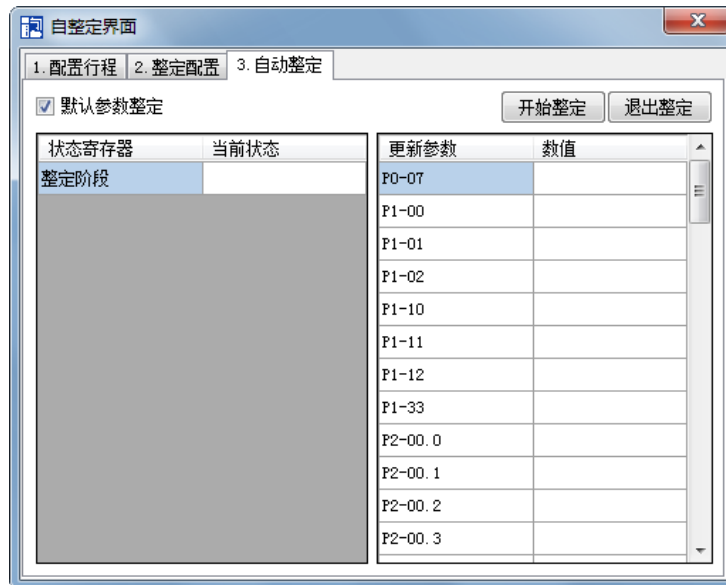 自整定界面
1.配置行程 2.整定配置 3.自动整定
默认参数整定 开始整定 退出整定
状态寄存器 当前状态 更新参数 数值
整定阶段 P0-07
P1-00
P1-01
P1-02
P1-10
P1-11
P1-12
P1-33
P2-00.0
P2-00.1
P2-00.2
P2-00.3